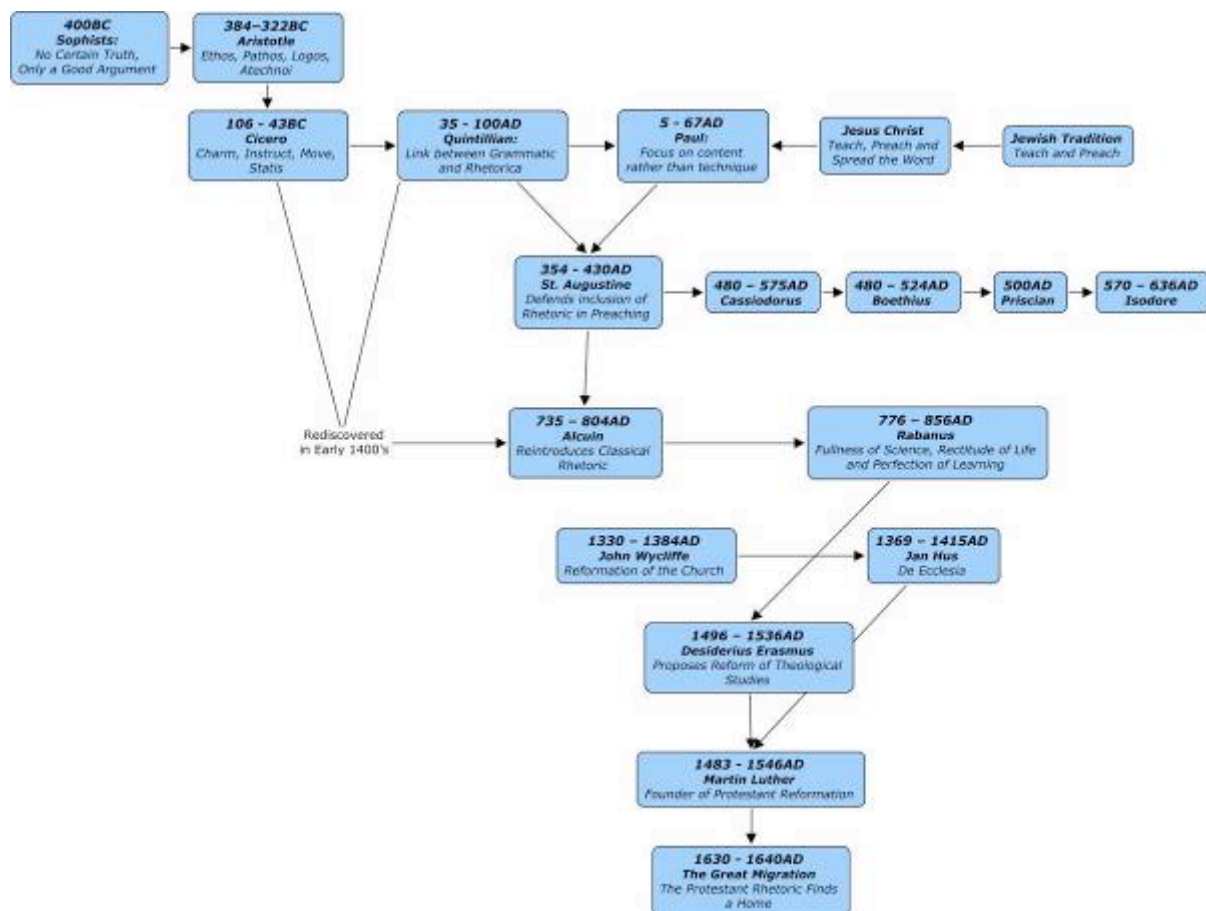 400BC
Sophists:
No Certain Truth,
Only a Good Argument
384–322BC
Aristotle
Ethos, Pathos, Logos,
Atechnoi
106 - 43BC
Cicero
Charm, Instruct, Move,
Statis
35 - 100AD
Quintillian:
Link between Grammatic
and Rhetorica
5 - 67AD
Paul:
Focus on content
rather than technique
Jesus Christ
Teach, Preach and
Spread the Word
Jewish Tradition
Teach and Preach
354 - 430AD
St. Augustine
Defends inclusion of
Rhetoric in Preaching
480 – 575AD
Cassiodorus
480 – 524AD
Boethius
500AD
Priscian
570 – 636AD
Isodore
Rediscovered
in Early 1400's
735 – 804AD
Alcuin
Reintroduces Classical
Rhetoric
776 – 856AD
Rabanus
Fullness of Science, Rectitude of Life
and Perfection of Learning
1330 – 1384AD
John Wycliffe
Reformation of the Church
1369 – 1415AD
Jan Hus
De Ecclesia
1496 – 1536AD
Desiderius Erasmus
Proposes Reform of Theological
Studies
1483 - 1546AD
Martin Luther
Founder of Protestant Reformation
1630 - 1640AD
The Great Migration
The Protestant Rhetoric Finds
a Home